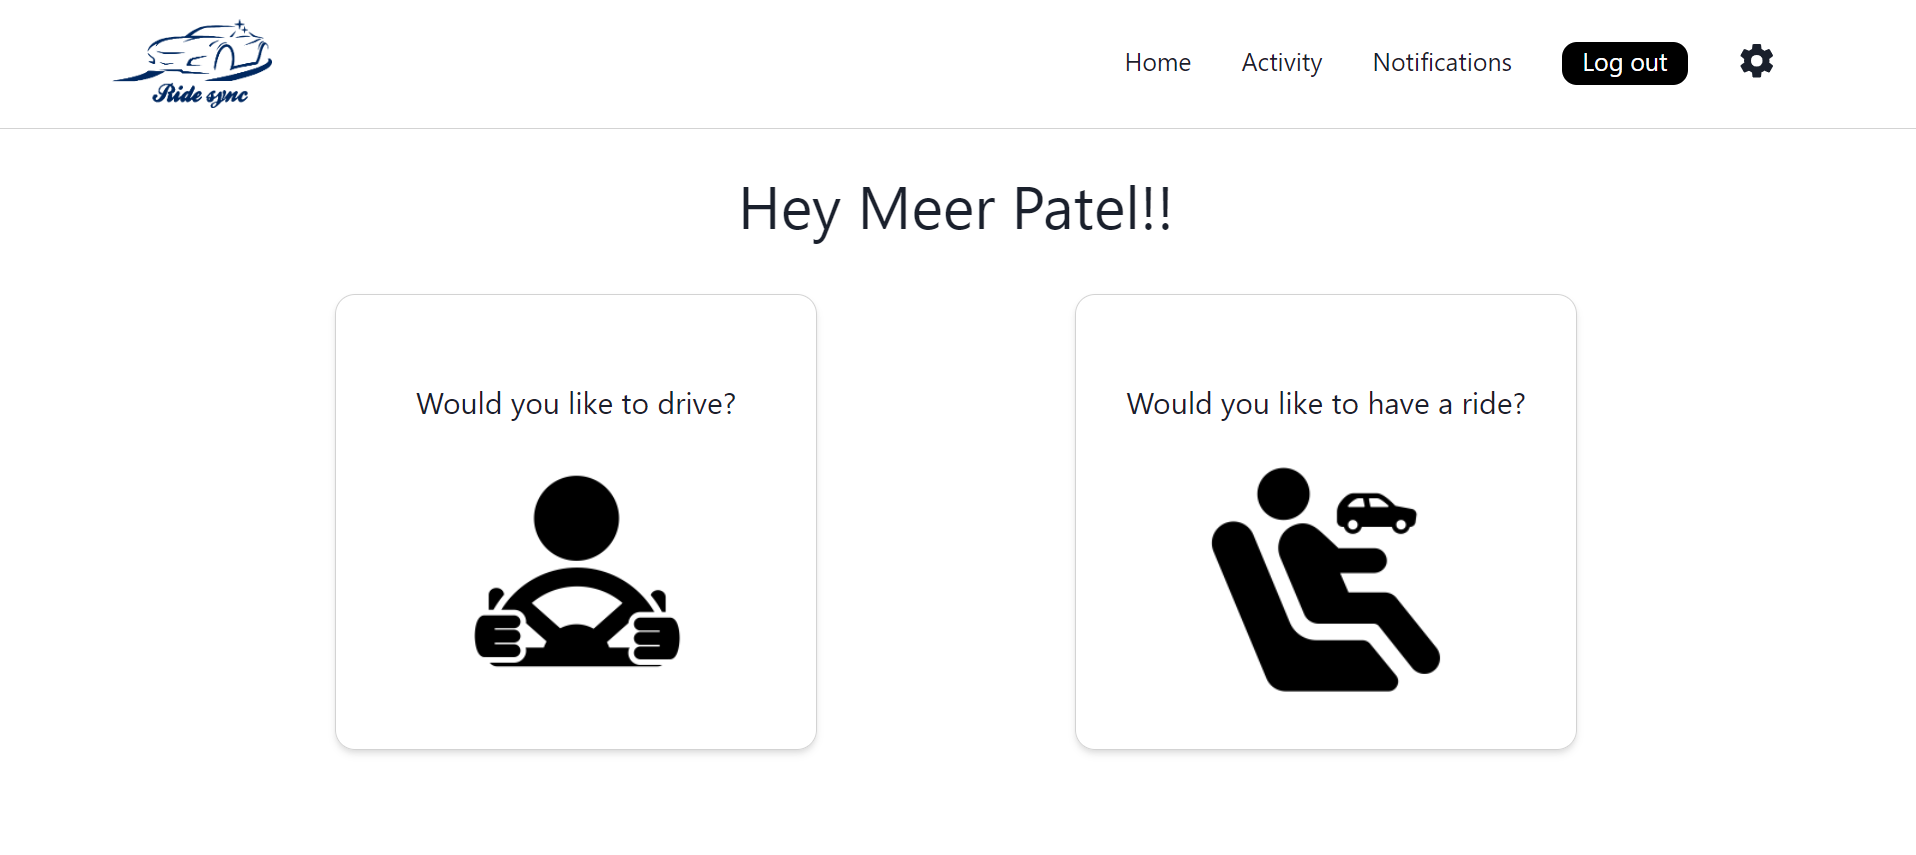 Ride sync
Home Activity Notifications Log out
Hey Meer Patel!!
Would you like to drive?
Would you like to have a ride?